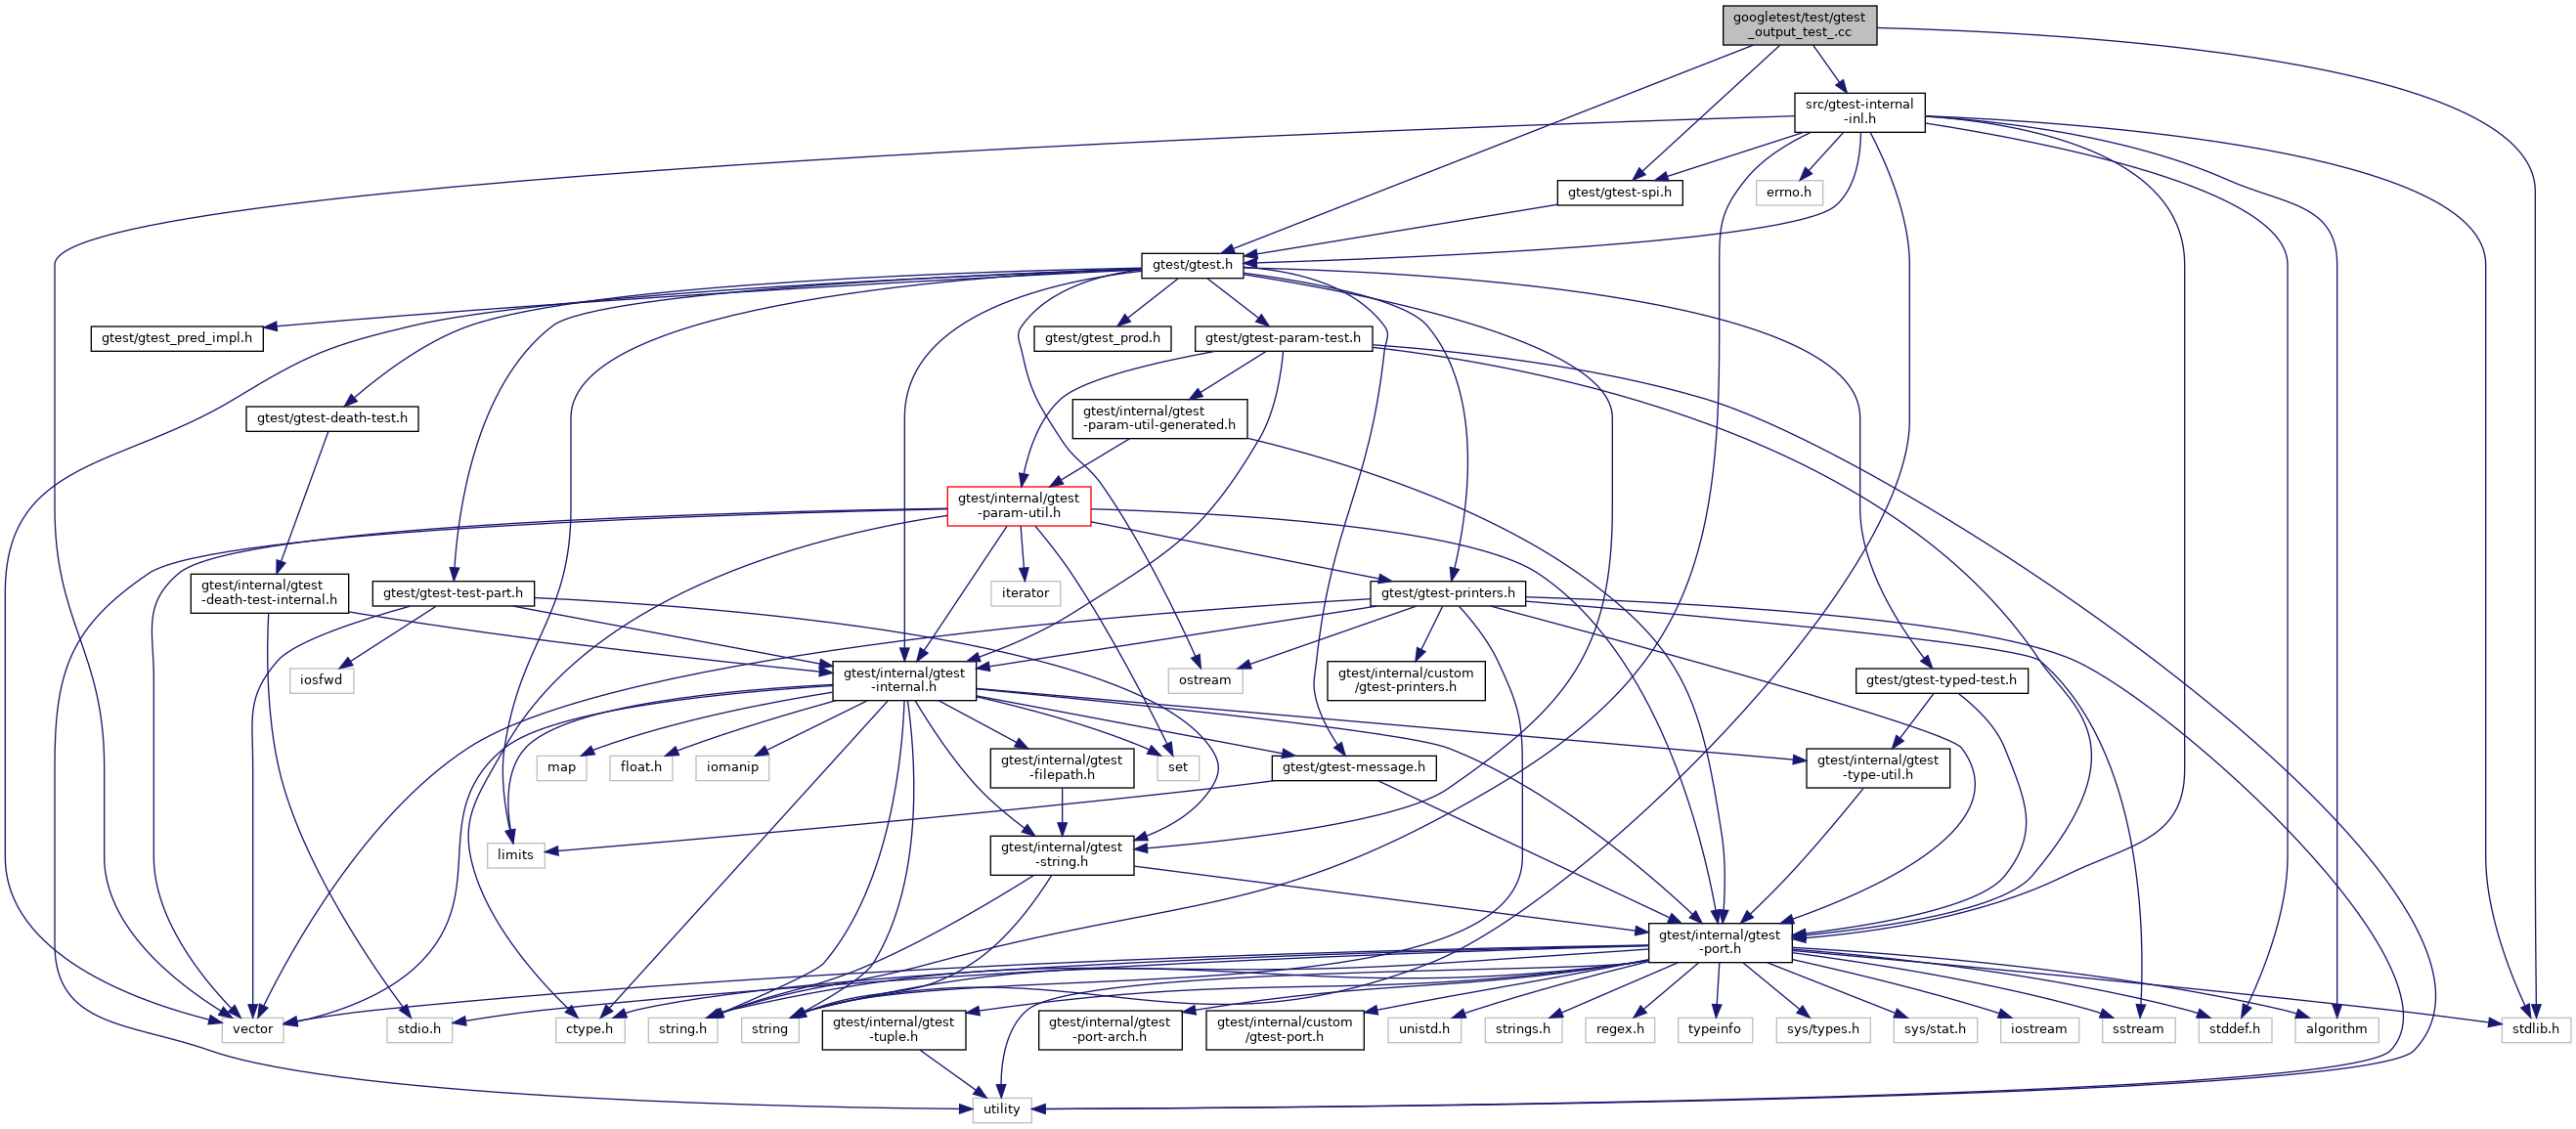 googletest/test/gtest
_output_test_.cc
src/gtest-internal
-inl.h
gtest/gtest-spi.h
errno.h
gtest/gtest.h
gtest/gtest_pred_impl.h
gtest/gtest_prod.h
gtest/gtest-param-test.h
gtest/gtest-death-test.h
gtest/internal/gtest
-param-util-generated.h
gtest/internal/gtest
-param-util.h
gtest/internal/gtest
-death-test-internal.h
gtest/gtest-test-part.h
iterator
gtest/gtest-printers.h
iosfwd
gtest/internal/gtest
-internal.h
ostream
gtest/internal/custom
/gtest-printers.h
gtest/gtest-typed-test.h
map
float.h
iomanip
gtest/internal/gtest
-filepath.h
set
gtest/gtest-message.h
gtest/internal/gtest
-type-util.h
limits
gtest/internal/gtest
-string.h
gtest/internal/gtest
-port.h
vector
stdio.h
ctype.h
string.h
string
gtest/internal/gtest
-tuple.h
gtest/internal/gtest
-port-arch.h
gtest/internal/custom
/gtest-port.h
unistd.h
strings.h
regex.h
typeinfo
sys/types.h
sys/stat.h
iostream
sstream
stddef.h
algorithm
stdlib.h
utility